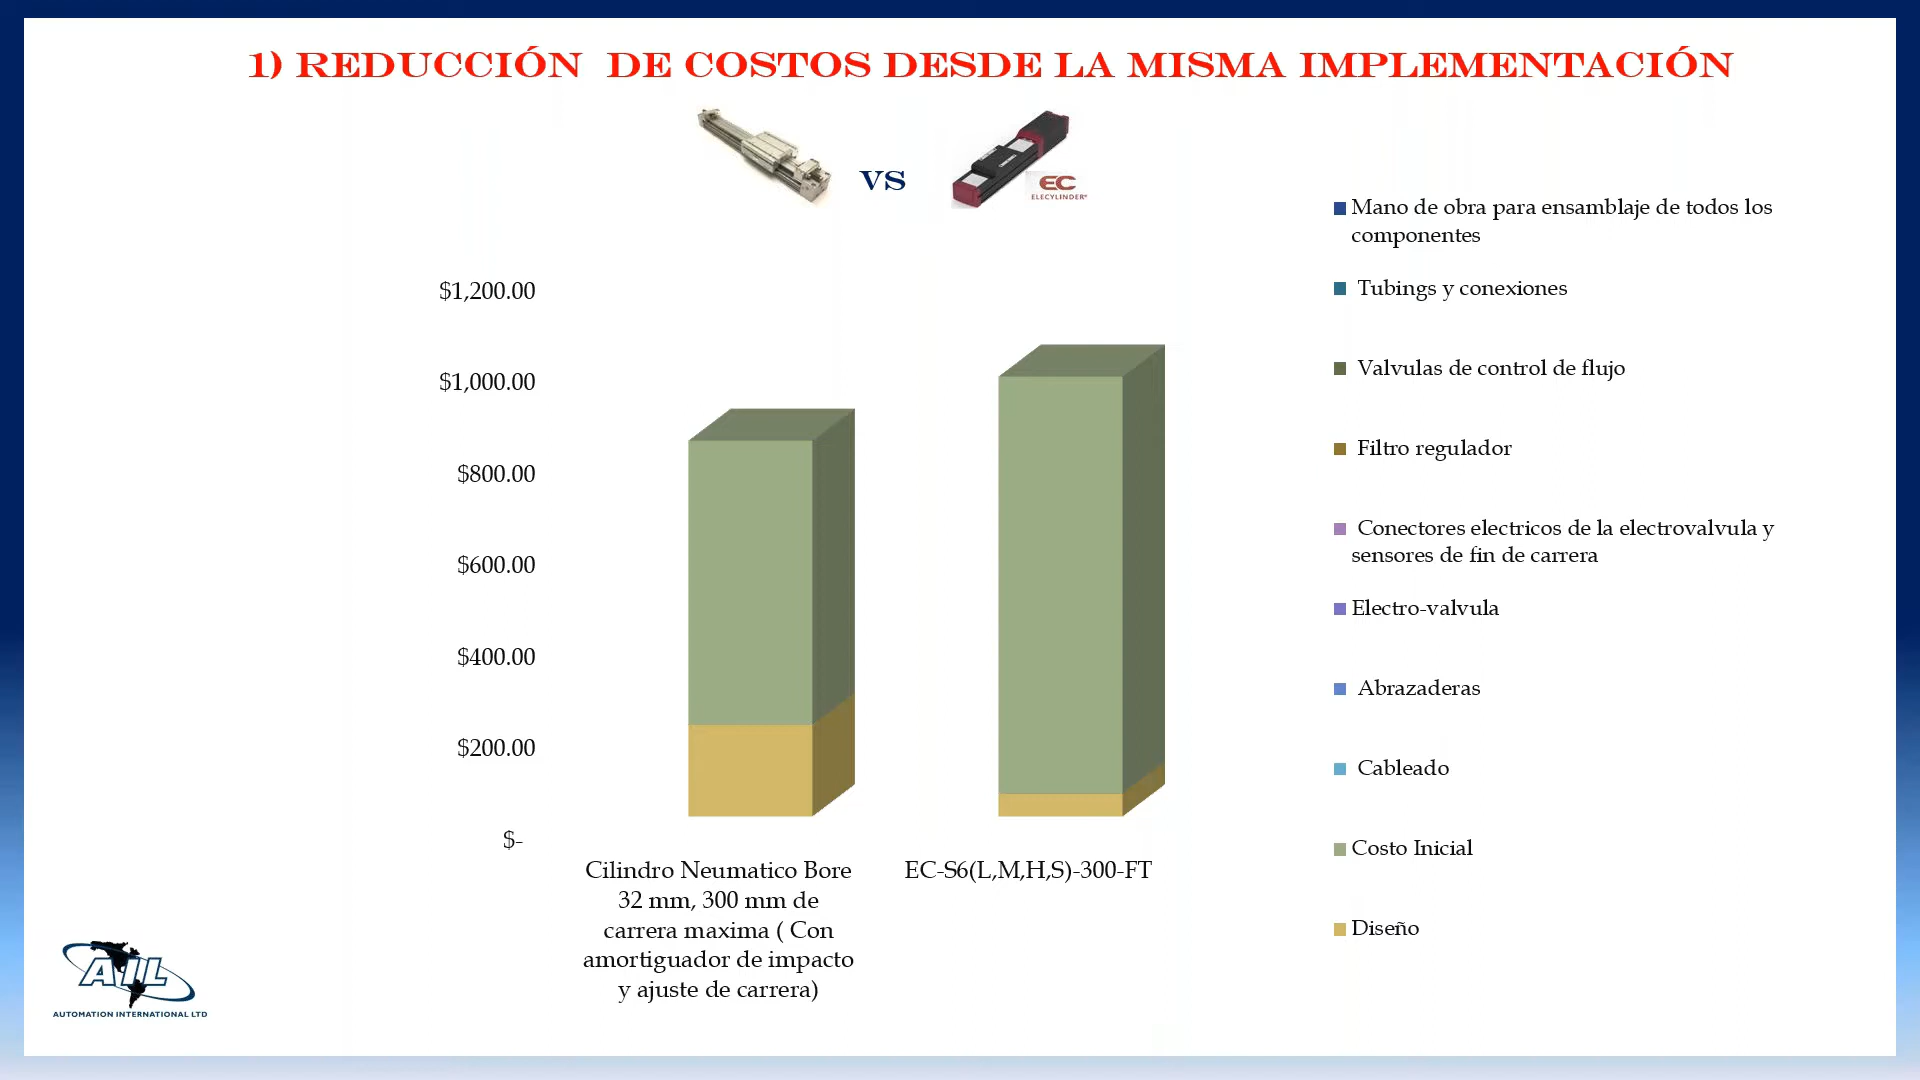 1) REDUCCIÓN DE COSTOS DESDE LA MISMA IMPLEMENTACIÓN
VS
EC
ELECYLINDER®
$1,200.00
$1,000.00
$800.00
$600.00
$400.00
$200.00
$-
Cilindro Neumatico Bore
32 mm, 300 mm de
carrera maxima ( Con
amortiguador de impacto
y ajuste de carrera)
EC-S6(L,M,H,S)-300-FT
Mano de obra para ensamblaje de todos los
componentes
Tubings y conexiones
Valvulas de control de flujo
Filtro regulador
Conectores electricos de la electrovalvula y
sensores de fin de carrera
Electro-valvula
Abrazaderas
Cableado
Costo Inicial
Diseño
AIL
AUTOMATION INTERNATIONAL LTD